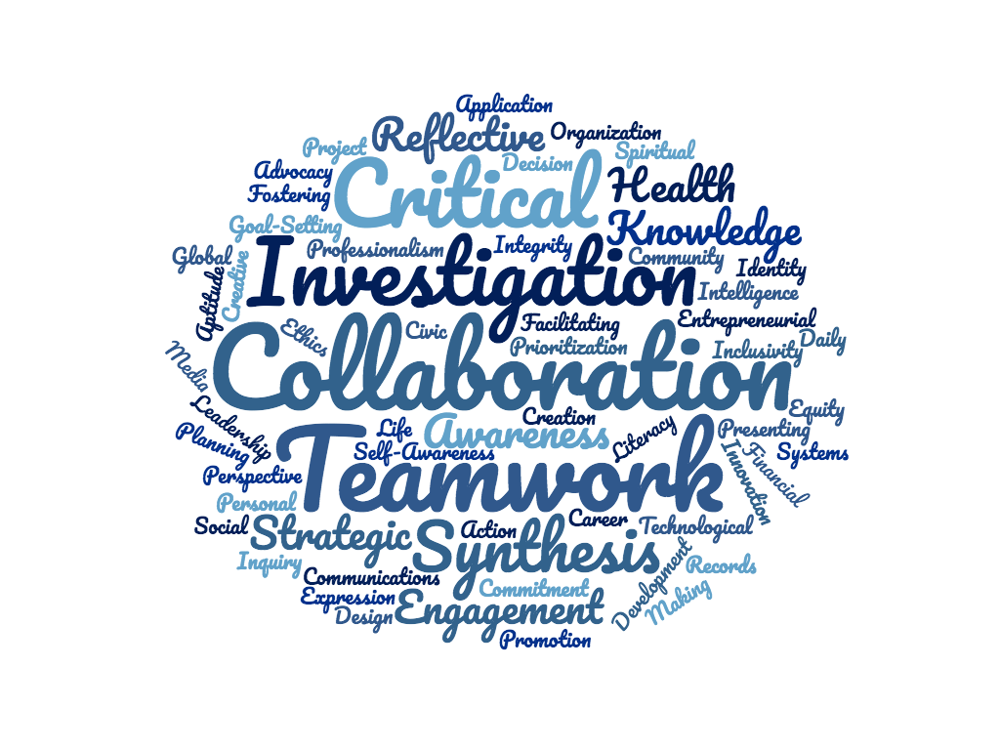 Application
Reflective
Organization
Project
Decision
Spiritual
Advocacy
Critical
Health
Fostering
Goal-Setting
Knowledge
Global
Professionalism
Integrity
Community
Identity
Aptitude
Creative
Investigation
Intelligence
Ethics
Civic
Facilitating
Entrepreneurial
Prioritization
Inclusivity
Daily
Media
Collaboration
Leadership
Life
Awareness
Creation
Literacy
Presenting
Equity
Planning
Self-Awareness
Systems
Perspective
Teamwork
Innovation
Financial
Personal
Social
Strategic
Action
Career
Technological
Synthesis
Inquiry
Communications
Commitment
Development
Records
Expression
Design
Engagement
Making
Promotion